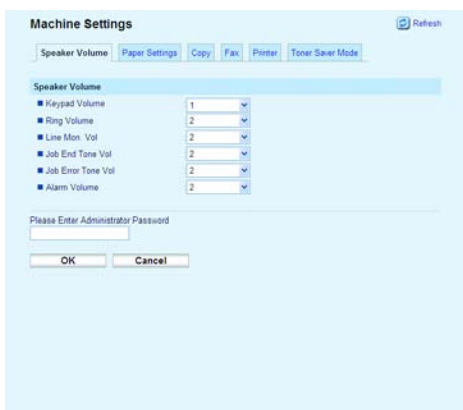 Machine Settings
Refresh
Speaker Volume Paper Settings Copy Fax Printer Toner Saver Mode
Speaker Volume
Keypad Volume 1
Ring Volume 2
Line Mon. Vol 2
Job End Tone Vol 2
Job Error Tone Vol 2
Alarm Volume 2
Please Enter Administrator Password
OK Cancel